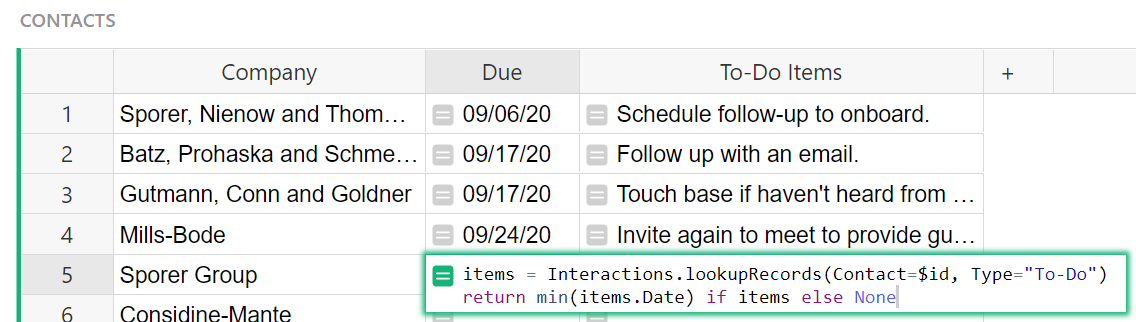 CONTACTS
Company Due To-Do Items +
1 Sporer, Nienow and Thom… 09/06/20 Schedule follow-up to onboard.
2 Batz, Prohaska and Schme… 09/17/20 Follow up with an email.
3 Gutmann, Conn and Goldner 09/17/20 Touch base if haven't heard from …
4 Mills-Bode 09/24/20 Invite again to meet to provide gu…
5 Sporer Group items = Interactions.lookupRecords(Contact=$id, Type="To-Do")
return min(items.Date) if items else None
6 Considine-Mante